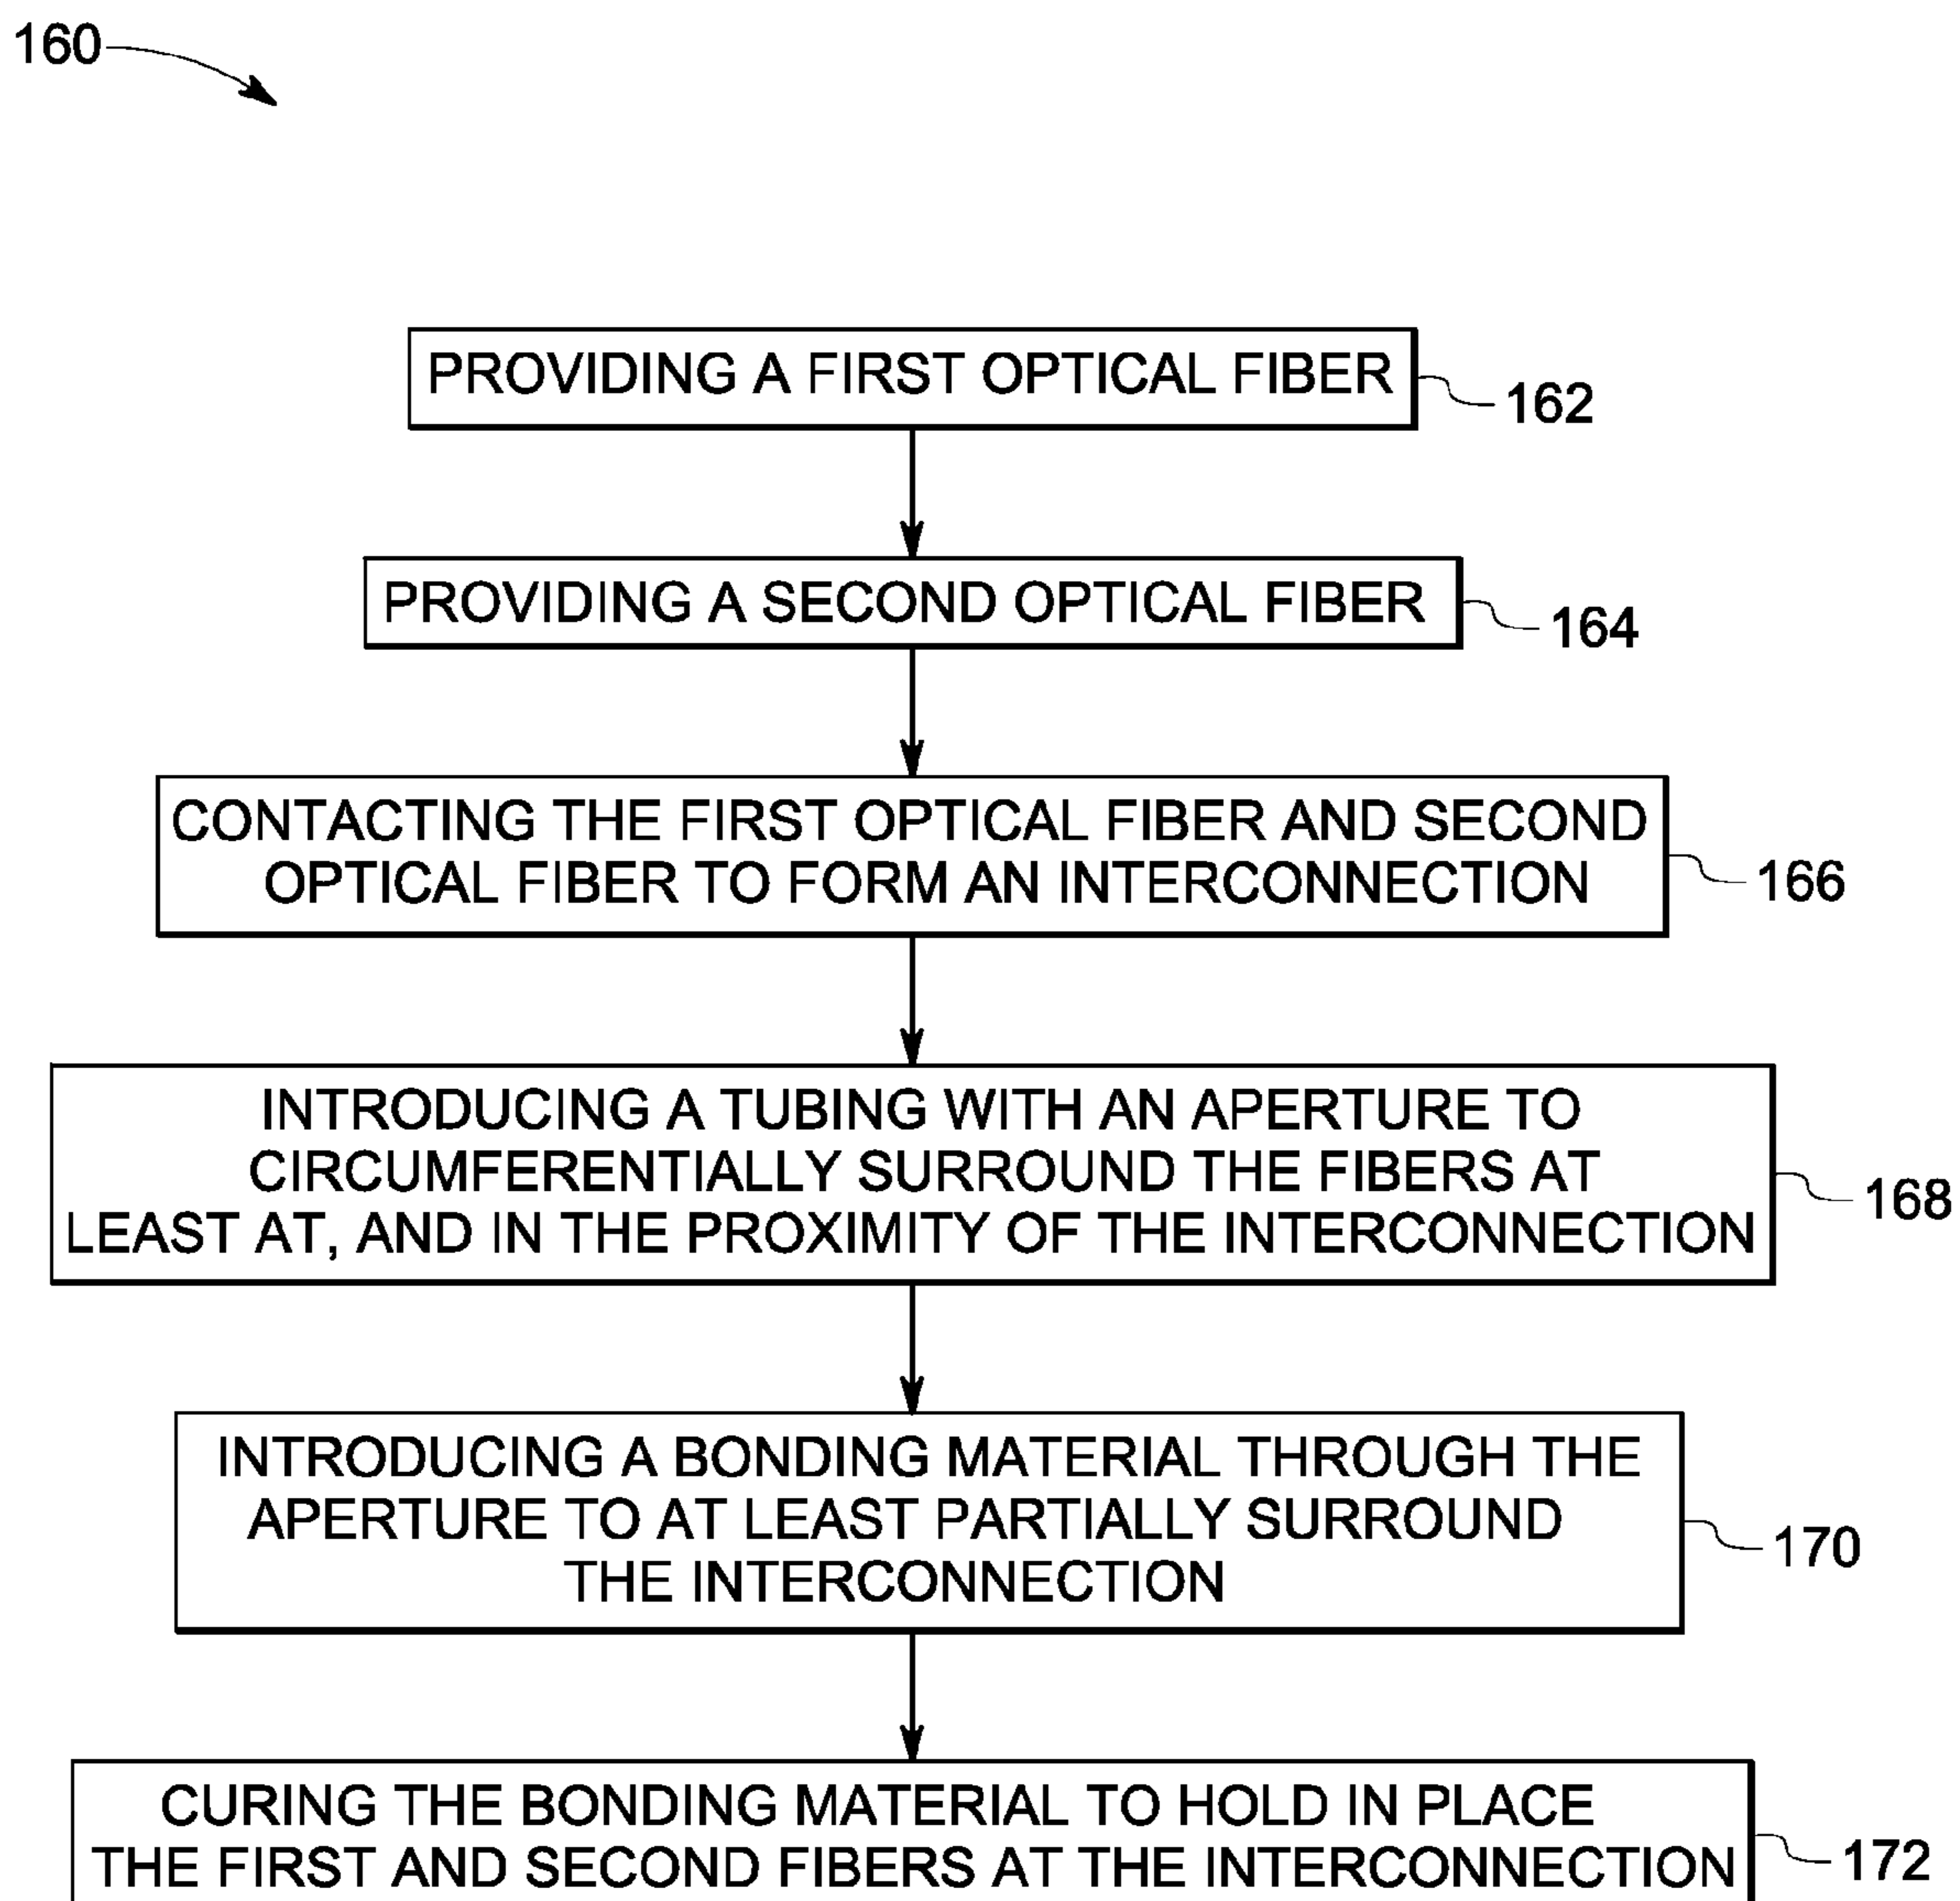 160
PROVIDING A FIRST OPTICAL FIBER
162
PROVIDING A SECOND OPTICAL FIBER
164
CONTACTING THE FIRST OPTICAL FIBER AND SECOND
OPTICAL FIBER TO FORM AN INTERCONNECTION
166
INTRODUCING A TUBING WITH AN APERTURE TO
CIRCUMFERENTIALLY SURROUND THE FIBERS AT
LEAST AT, AND IN THE PROXIMITY OF THE INTERCONNECTION
168
INTRODUCING A BONDING MATERIAL THROUGH THE
APERTURE TO AT LEAST PARTIALLY SURROUND
THE INTERCONNECTION
170
CURING THE BONDING MATERIAL TO HOLD IN PLACE
THE FIRST AND SECOND FIBERS AT THE INTERCONNECTION
172